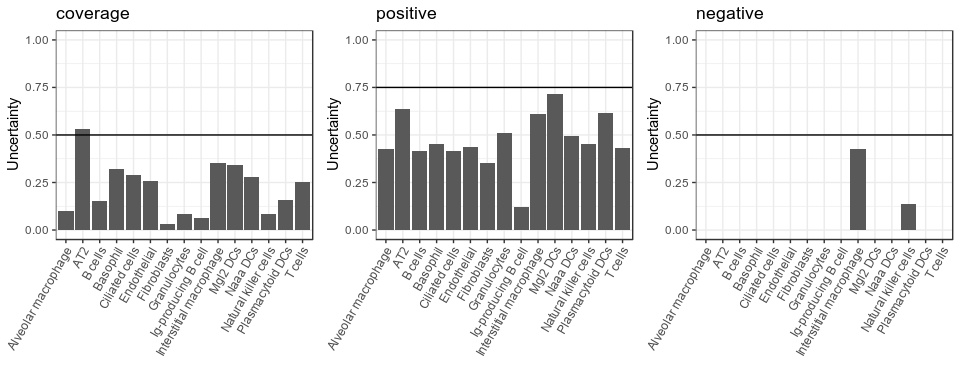 coverage
Uncertainty
1.00
0.75
0.50
0.25
0.00
Alveolar macrophage
AT2
B cells
Basophil
Ciliated cells
Endothelial
Fibroblasts
Granulocytes
Ig-producing B cell
Interstitial macrophage
Mgl2 DCs
Naaa DCs
Natural killer cells
Plasmacytoid DCs
T cells
positive
Uncertainty
1.00
0.75
0.50
0.25
0.00
Alveolar macrophage
AT2
B cells
Basophil
Ciliated cells
Endothelial
Fibroblasts
Granulocytes
Ig-producing B cell
Interstitial macrophage
Mgl2 DCs
Naaa DCs
Natural killer cells
Plasmacytoid DCs
T cells
negative
Uncertainty
1.00
0.75
0.50
0.25
0.00
Alveolar macrophage
AT2
B cells
Basophil
Ciliated cells
Endothelial
Fibroblasts
Granulocytes
Ig-producing B cell
Interstitial macrophage
Mgl2 DCs
Naaa DCs
Natural killer cells
Plasmacytoid DCs
T cells